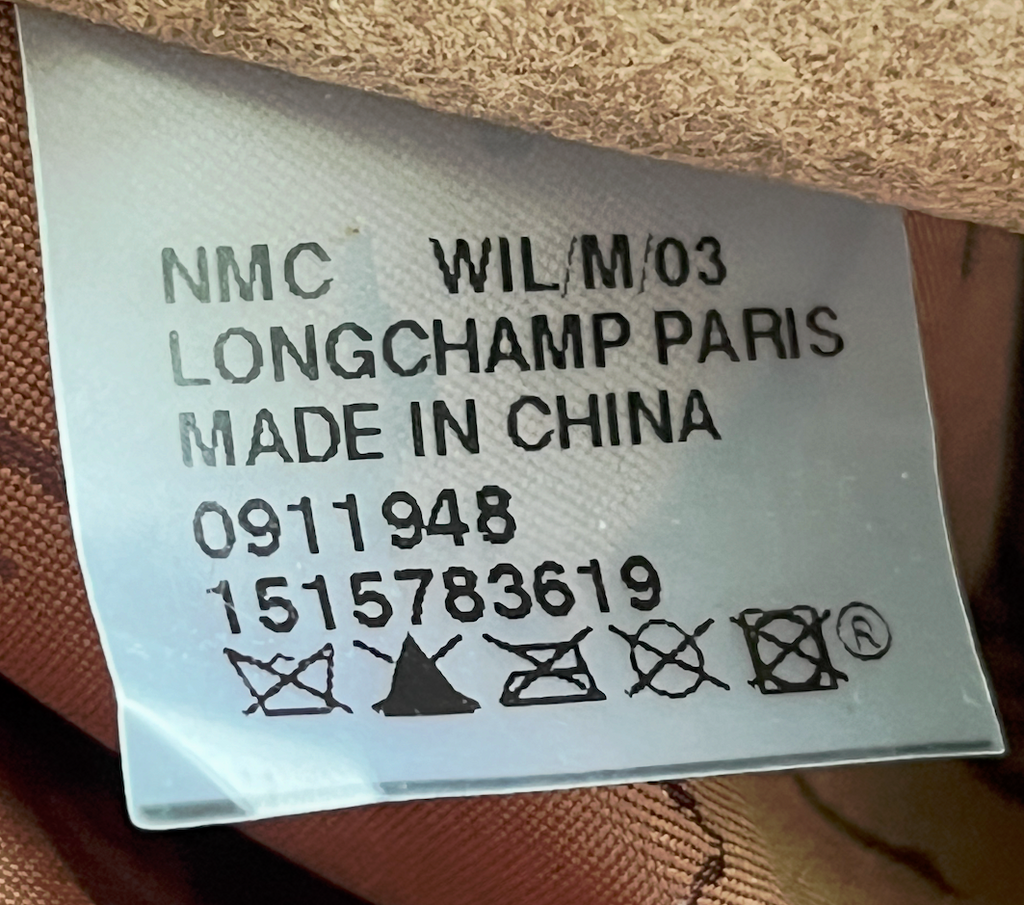 NMC WIL/M/03
LONGCHAMP PARIS
MADE IN CHINA
0911948
1515783619
®